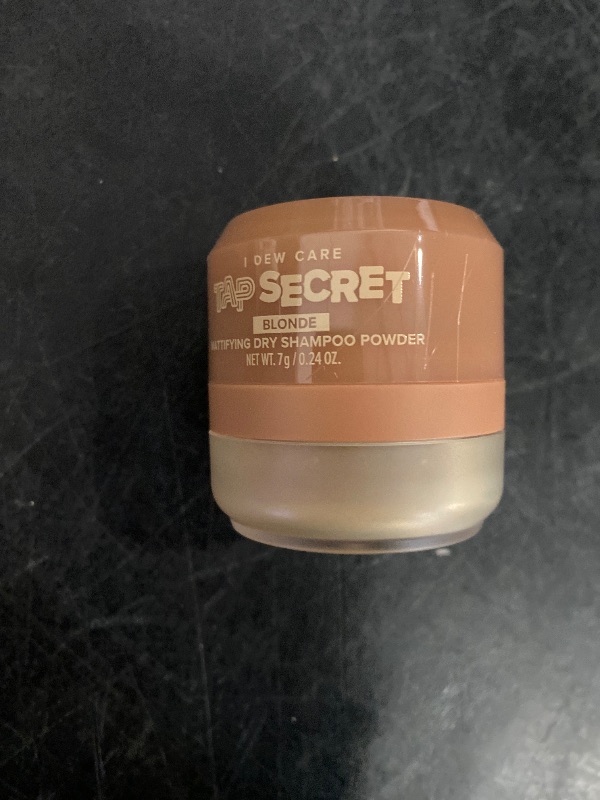 I DEW CARE
TAP SECRET
BLONDE
MATTIFYING DRY SHAMPOO POWDER
NET WT. 7g / 0.24 OZ.